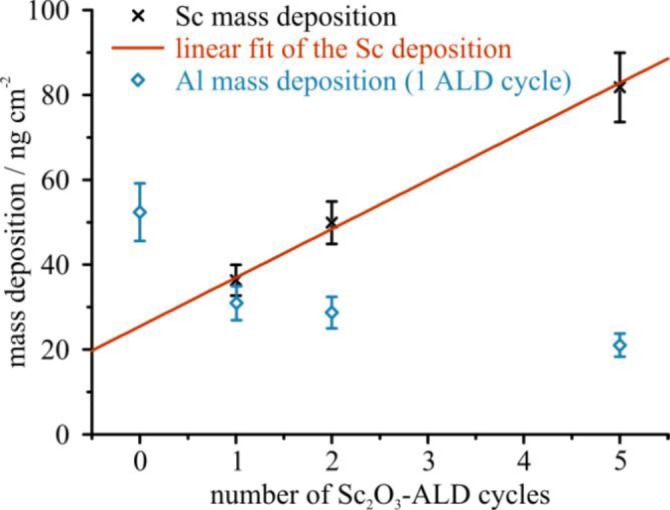 100
80
60
40
20
0
mass deposition / ng cm⁻²
Sc mass deposition
linear fit of the Sc deposition
Al mass deposition (1 ALD cycle)
0 1 2 3 4 5
number of Sc₂O₃-ALD cycles